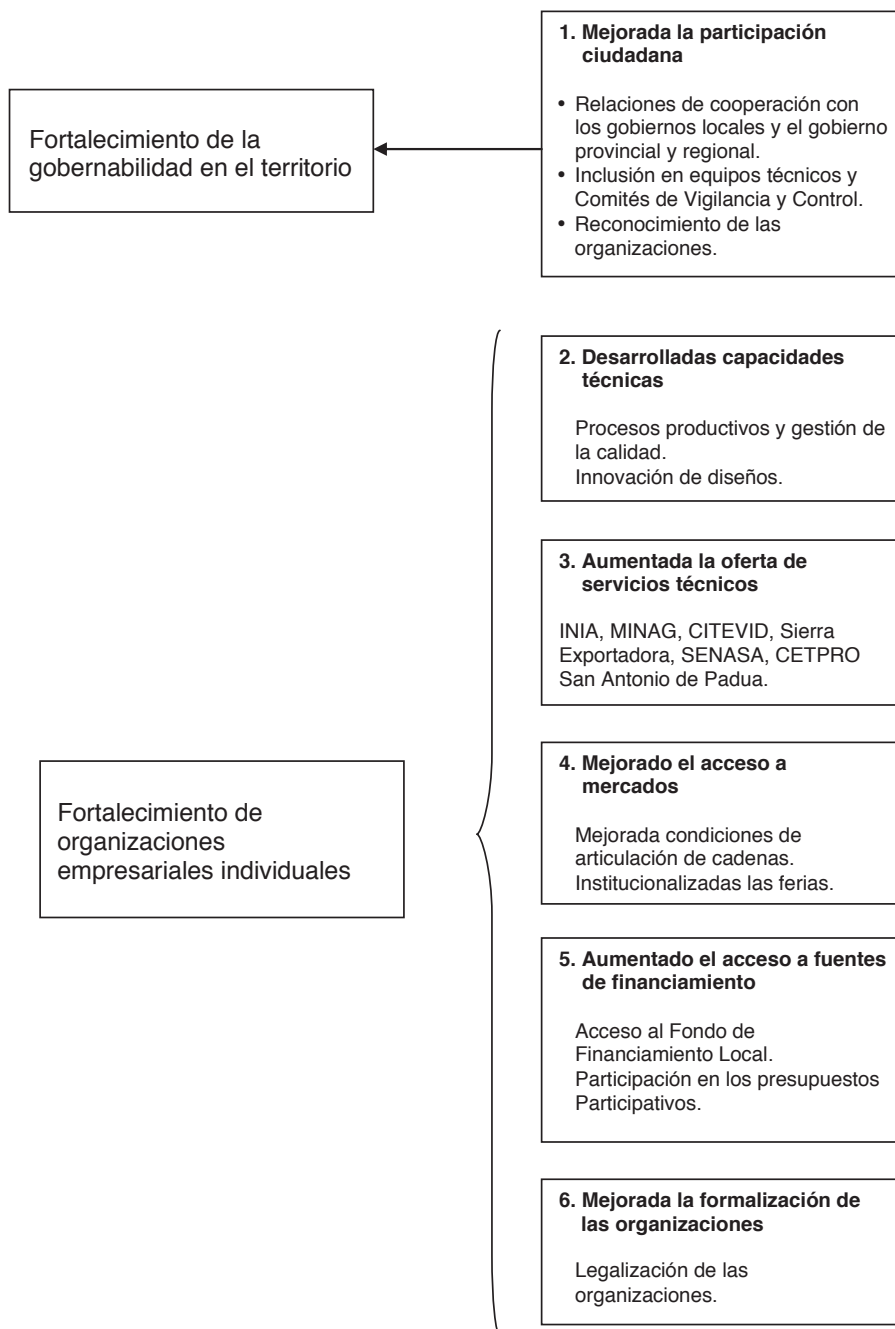 1. Mejorada la participación
ciudadana
• Relaciones de cooperación con
los gobiernos locales y el gobierno
provincial y regional.
• Inclusión en equipos técnicos y
Comités de Vigilancia y Control.
• Reconocimiento de las
organizaciones.
Fortalecimiento de la
gobernabilidad en el territorio
2. Desarrolladas capacidades
técnicas
Procesos productivos y gestión de
la calidad.
Innovación de diseños.
3. Aumentada la oferta de
servicios técnicos
INIA, MINAG, CITEVID, Sierra
Exportadora, SENASA, CETPRO
San Antonio de Padua.
Fortalecimiento de
organizaciones
empresariales individuales
4. Mejorado el acceso a
mercados
Mejorada condiciones de
articulación de cadenas.
Institucionalizadas las ferias.
5. Aumentado el acceso a fuentes
de financiamiento
Acceso al Fondo de
Financiamiento Local.
Participación en los presupuestos
Participativos.
6. Mejorada la formalización de
las organizaciones
Legalización de las
organizaciones.